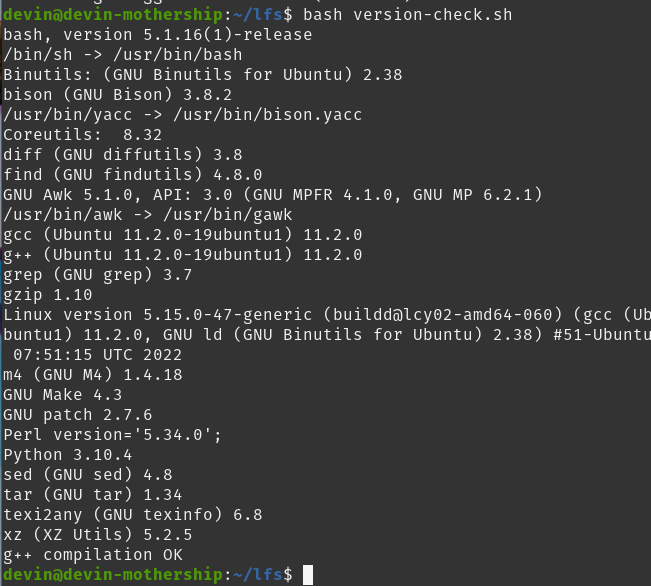 devin@devin-mothership:~/lfs$ bash version-check.sh
bash, version 5.1.16(1)-release
/bin/sh -> /usr/bin/bash
Binutils: (GNU Binutils for Ubuntu) 2.38
bison (GNU Bison) 3.8.2
/usr/bin/yacc -> /usr/bin/bison.yacc
Coreutils:  8.32
diff (GNU diffutils) 3.8
find (GNU findutils) 4.8.0
GNU Awk 5.1.0, API: 3.0 (GNU MPFR 4.1.0, GNU MP 6.2.1)
/usr/bin/awk -> /usr/bin/gawk
gcc (Ubuntu 11.2.0-19ubuntu1) 11.2.0
g++ (Ubuntu 11.2.0-19ubuntu1) 11.2.0
grep (GNU grep) 3.7
gzip 1.10
Linux version 5.15.0-47-generic (buildd@lcy02-amd64-060) (gcc (Ub
buntu1) 11.2.0, GNU ld (GNU Binutils for Ubuntu) 2.38) #51-Ubuntu
 07:51:15 UTC 2022
m4 (GNU M4) 1.4.18
GNU Make 4.3
GNU patch 2.7.6
Perl version='5.34.0';
Python 3.10.4
sed (GNU sed) 4.8
tar (GNU tar) 1.34
texi2any (GNU texinfo) 6.8
xz (XZ Utils) 5.2.5
g++ compilation OK
devin@devin-mothership:~/lfs$